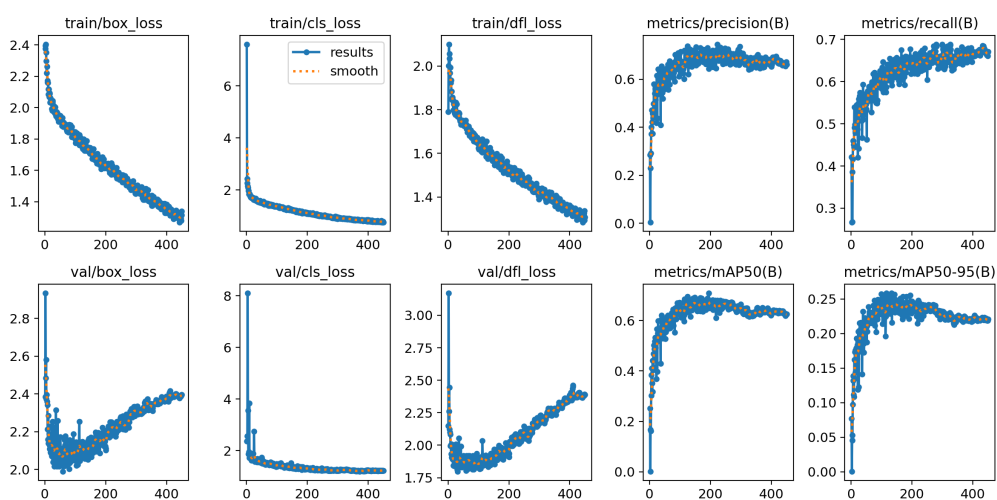 train/box_loss
train/cls_loss
train/dfl_loss
metrics/precision(B)
metrics/recall(B)
2.4
2.2
2.0
1.8
1.6
1.4
0 200 400
results
smooth
6
4
2
0 200 400
2.0
1.8
1.6
1.4
0 200 400
0.6
0.4
0.2
0.0
0 200 400
0.7
0.6
0.5
0.4
0.3
0 200 400
val/box_loss
val/cls_loss
val/dfl_loss
metrics/mAP50(B)
metrics/mAP50-95(B)
2.8
2.6
2.4
2.2
2.0
0 200 400
8
6
4
2
0 200 400
3.00
2.75
2.50
2.25
2.00
1.75
0 200 400
0.6
0.4
0.2
0.0
0 200 400
0.25
0.20
0.15
0.10
0.05
0.00
0 200 400